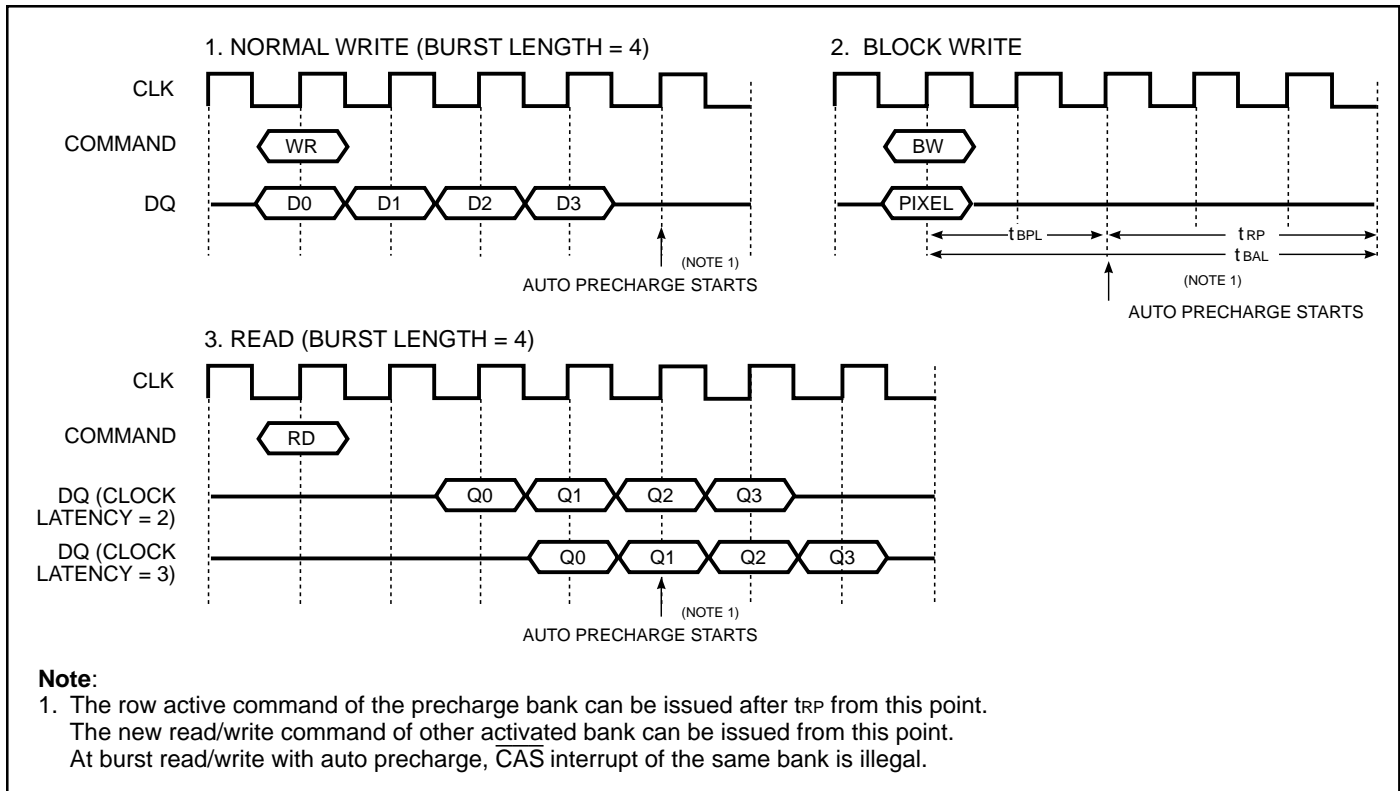 1. NORMAL WRITE (BURST LENGTH = 4)
CLK
COMMAND
WR
DQ
D0 D1 D2 D3
(NOTE 1)
AUTO PRECHARGE STARTS
2. BLOCK WRITE
BW
PIXEL
tBPL tRP
tBAL
(NOTE 1)
AUTO PRECHARGE STARTS
3. READ (BURST LENGTH = 4)
CLK
COMMAND
RD
DQ (CLOCK
LATENCY = 2)
Q0 Q1 Q2 Q3
DQ (CLOCK
LATENCY = 3)
Q0 Q1 Q2 Q3
(NOTE 1)
AUTO PRECHARGE STARTS
Note:
1. The row active command of the precharge bank can be issued after tRP from this point.
The new read/write command of other activated bank can be issued from this point.
At burst read/write with auto precharge, C̅A̅S̅ interrupt of the same bank is illegal.